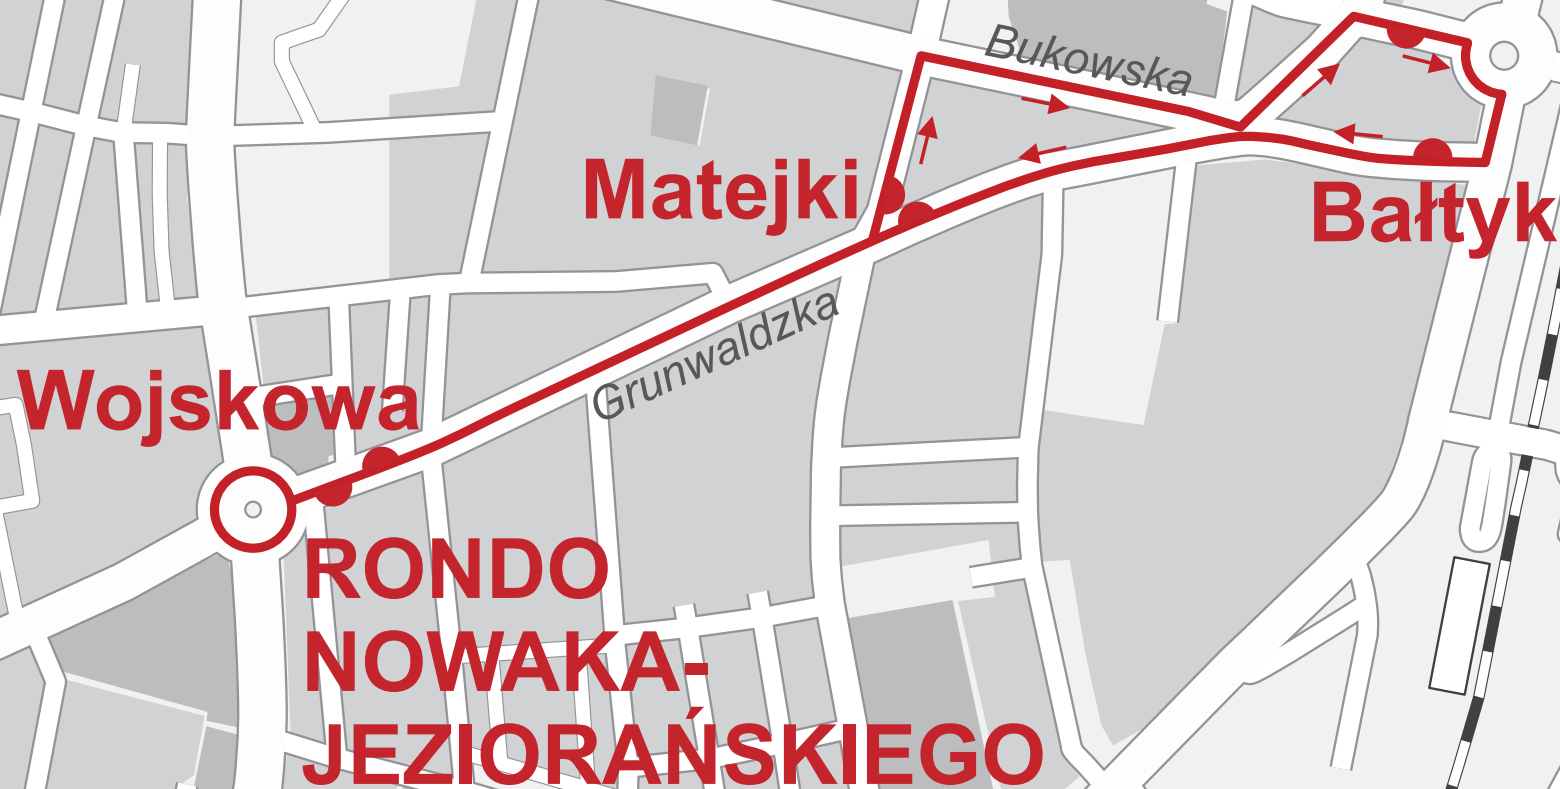 Bukowska
Matejki
Bałtyk
Grunwaldzka
Wojskowa
RONDO
NOWAKA-
JEZIORAŃSKIEGO